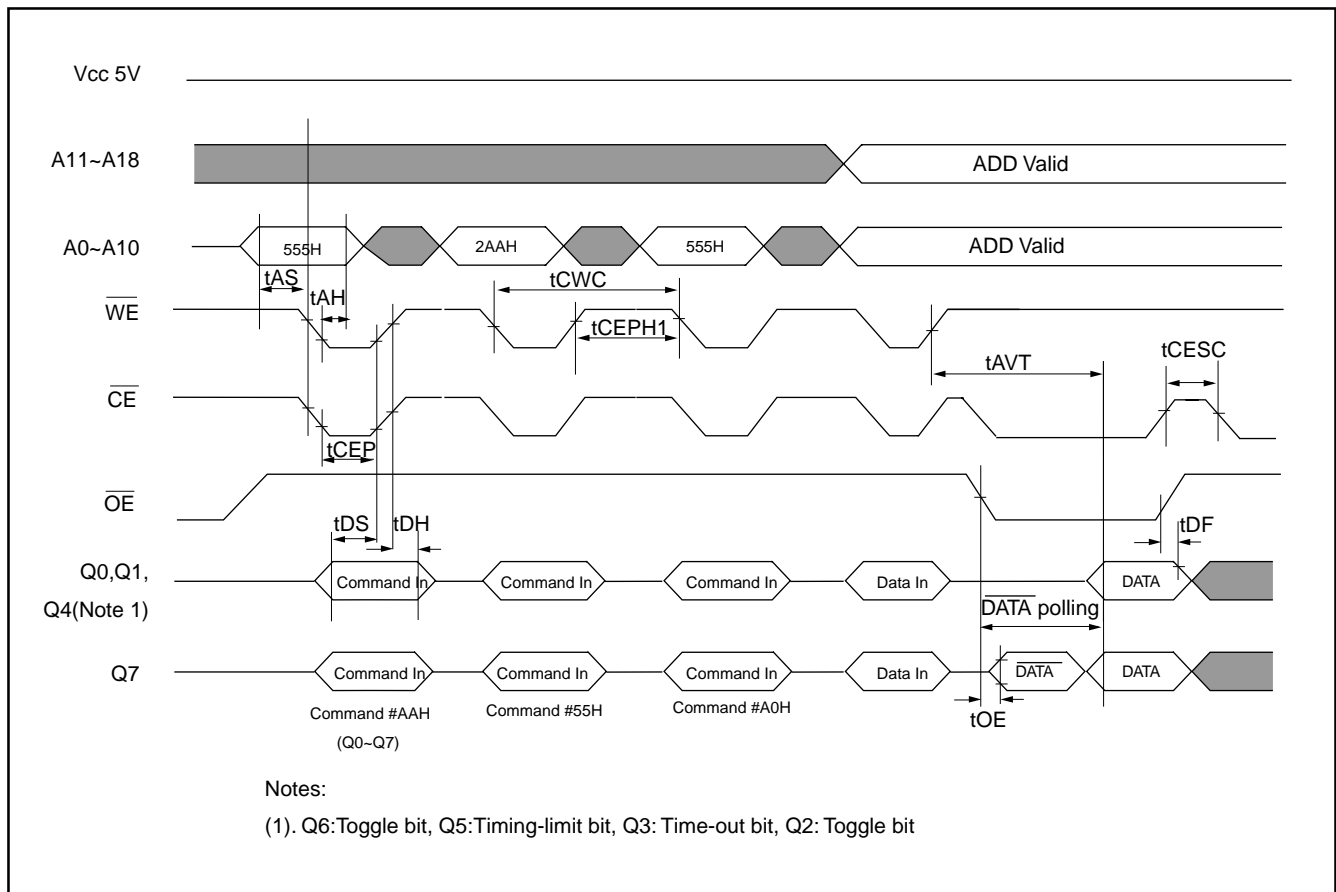 Vcc 5V
A11~A18
ADD Valid
A0~A10
555H
2AAH
555H
ADD Valid
tAS
tCWC
tAH
WE
tCEPH1
tAVT
tCESC
CE
tCEP
OE
tDS
tDH
tDF
Q0,Q1,
Q4(Note 1)
Command In
Command In
Command In
Data In
DATA
DATA polling
Q7
Command In
Command In
Command In
Data In
DATA
DATA
tOE
Command #AAH
(Q0~Q7)
Command #55H
Command #A0H
Notes:
(1). Q6:Toggle bit, Q5:Timing-limit bit, Q3: Time-out bit, Q2: Toggle bit